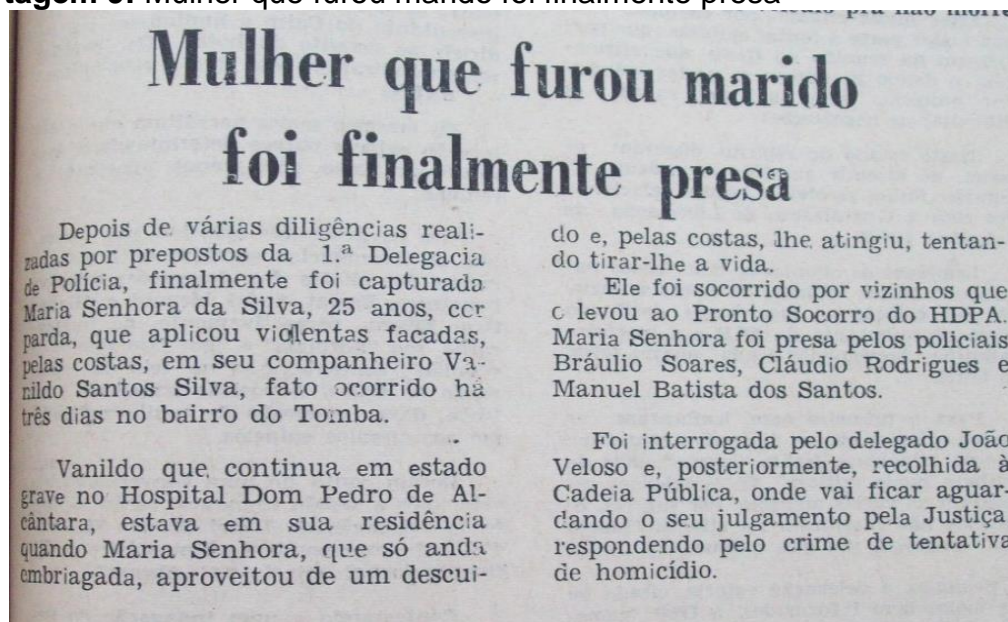 tagem 9. Mulher que furou marido foi finalmente presa
Mulher que furou marido
foi finalmente presa
Depois de várias diligências reali-
zadas por prepostos da 1.ª Delegacia
de Polícia, finalmente foi capturada
Maria Senhora da Silva, 25 anos, cor
parda, que aplicou violentas facadas,
pelas costas, em seu companheiro Va-
nildo Santos Silva, fato ocorrido há
três dias no bairro do Tomba.
Vanildo que continua em estado
grave no Hospital Dom Pedro de Al-
cântara, estava em sua residência
quando Maria Senhora, que só anda
embriagada, aproveitou de um descui-
do e, pelas costas, lhe atingiu, tentan-
do tirar-lhe a vida.
Ele foi socorrido por vizinhos que
o levou ao Pronto Socorro do HDPA.
Maria Senhora foi presa pelos policiais
Bráulio Soares, Cláudio Rodrigues e
Manuel Batista dos Santos.
Foi interrogada pelo delegado João
Veloso e, posteriormente, recolhida à
Cadeia Pública, onde vai ficar aguar-
dando o seu julgamento pela Justiça
respondendo pelo crime de tentativa
de homicídio.